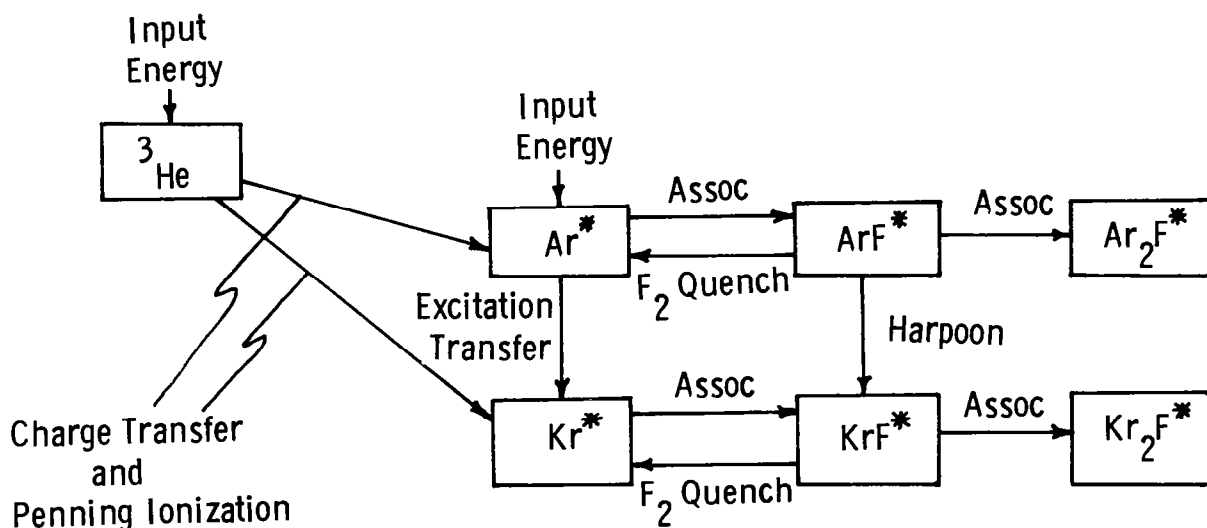 Input
Energy
³He
Input
Energy
Ar*
Assoc
ArF*
Assoc
Ar₂F*
F₂ Quench
Excitation
Transfer
Harpoon
Kr*
Assoc
KrF*
Assoc
Kr₂F*
F₂ Quench
Charge Transfer
and
Penning Ionization